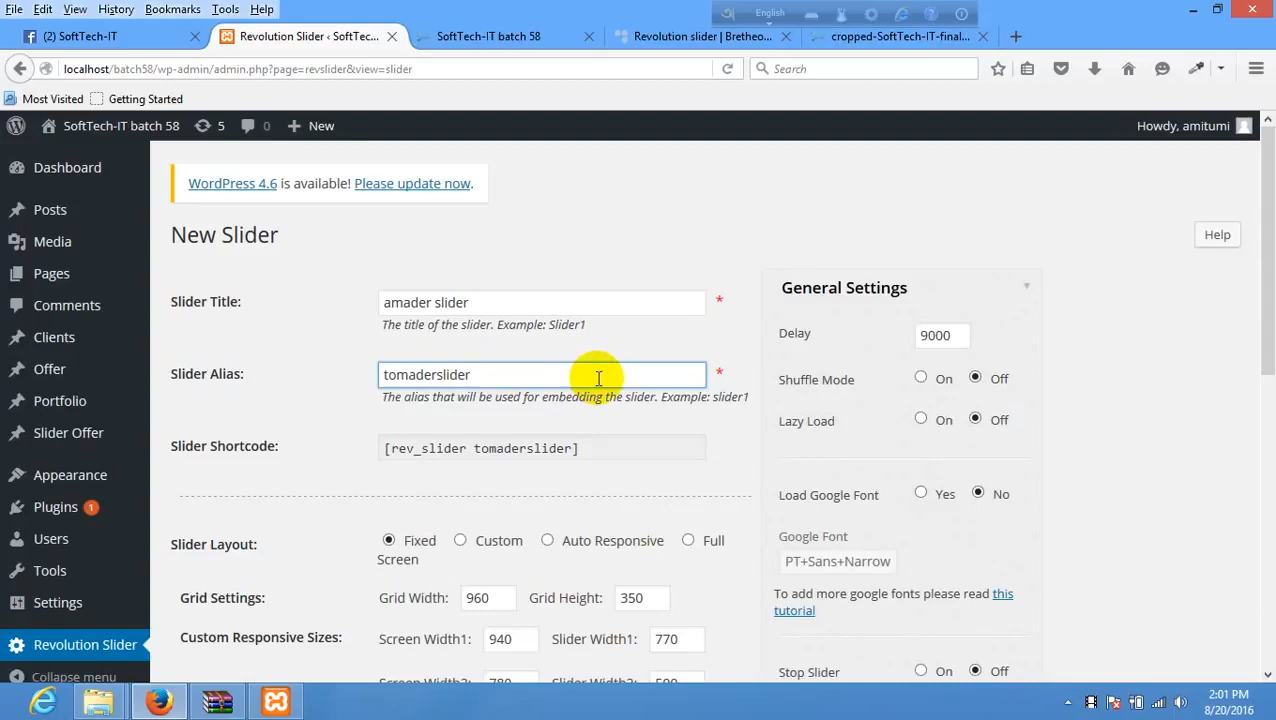 File Edit View History Bookmarks Tools Help
English
(2) SoftTech-IT
Revolution Slider ‹ SoftTec...
SoftTech-IT batch 58
Revolution slider | Bretheo...
cropped-SoftTech-IT-final...
localhost/batch58/wp-admin/admin.php?page=revslider&view=slider
Search
Most Visited Getting Started
SoftTech-IT batch 58 5 0 New Howdy, amitumi
Dashboard
Posts
Media
Pages
Comments
Clients
Offer
Portfolio
Slider Offer
Appearance
Plugins 1
Users
Tools
Settings
Revolution Slider
Collapse menu
WordPress 4.6 is available! Please update now.
New Slider
Help
Slider Title: amader slider *
The title of the slider. Example: Slider1
Slider Alias: tomaderslider *
The alias that will be used for embedding the slider. Example: slider1
Slider Shortcode: [rev_slider tomaderslider]
Slider Layout: Fixed Custom Auto Responsive Full
Screen
Grid Settings: Grid Width: 960 Grid Height: 350
Custom Responsive Sizes: Screen Width1: 940 Slider Width1: 770
Screen Width2: 780 Slider Width2: 500
General Settings
Delay 9000
Shuffle Mode On Off
Lazy Load On Off
Load Google Font Yes No
Google Font
PT+Sans+Narrow
To add more google fonts please read this
tutorial
Stop Slider On Off
2:01 PM
8/20/2016